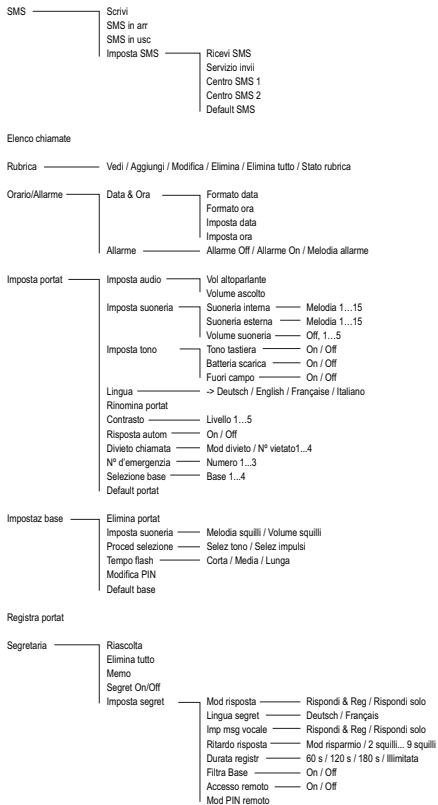 SMS Scrivi
SMS in arr
SMS in usc
Imposta SMS Ricevi SMS
Servizio invii
Centro SMS 1
Centro SMS 2
Default SMS
Elenco chiamate
Rubrica Vedi / Aggiungi / Modifica / Elimina / Elimina tutto / Stato rubrica
Orario/Allarme Data & Ora Formato data
Formato ora
Imposta data
Imposta ora
Allarme Allarme Off / Allarme On / Melodia allarme
Imposta portat Imposta audio Vol altoparlante
Volume ascolto
Imposta suoneria Suoneria interna Melodia 1…15
Suoneria esterna Melodia 1…15
Volume suoneria Off, 1…5
Imposta tono Tono tastiera On / Off
Batteria scarica On / Off
Fuori campo On / Off
Lingua -> Deutsch / English / Française / Italiano
Rinomina portat
Contrasto Livello 1…5
Risposta autom On / Off
Divieto chiamata Mod divieto / Nº vietato1...4
Nº d'emergenzia Numero 1...3
Selezione base Base 1...4
Default portat
Impostaz base Elimina portat
Imposta suoneria Melodia squilli / Volume squilli
Proced selezione Selez tono / Selez impulsi
Tempo flash Corta / Media / Lunga
Modifica PIN
Default base
Registra portat
Segretaria Riascolta
Elimina tutto
Memo
Segret On/Off
Imposta segret Mod risposta Rispondi & Reg / Rispondi solo
Lingua segret Deutsch / Français
Imp msg vocale Rispondi & Reg / Rispondi solo
Ritardo risposta Mod risparmio / 2 squilli... 9 squilli
Durata registr 60 s / 120 s / 180 s / Illimitata
Filtra Base On / Off
Accesso remoto On / Off
Mod PIN remoto